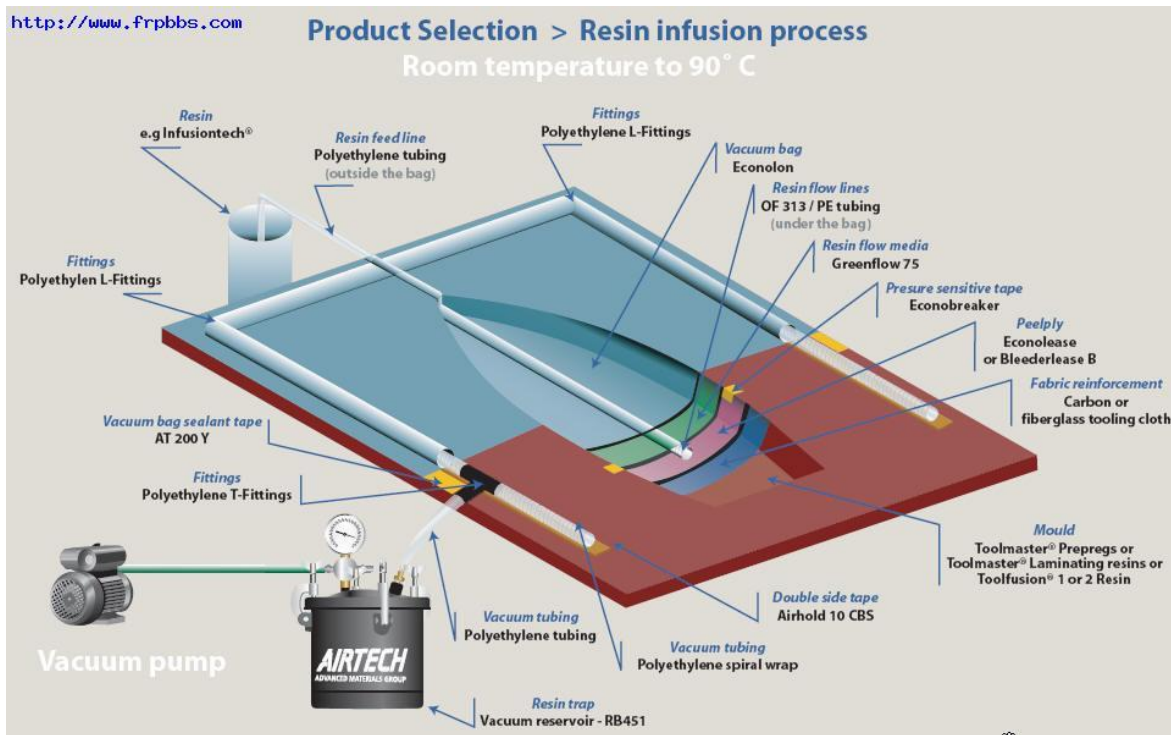 http://www.frpbbs.com
Product Selection > Resin infusion process
Room temperature to 90° C
Resin
e.g Infusiontech®
Resin feed line
Polyethylene tubing
(outside the bag)
Fittings
Polyethylene L-Fittings
Vacuum bag
Econolon
Resin flow lines
OF 313 / PE tubing
(under the bag)
Resin flow media
Greenflow 75
Presure sensitive tape
Econobreaker
Peelply
Econolease
or Bleederlease B
Fabric reinforcement
Carbon or
fiberglass tooling cloth
Fittings
Polyethylen L-Fittings
Vacuum bag sealant tape
AT 200 Y
Fittings
Polyethylene T-Fittings
Mould
Toolmaster® Prepregs or
Toolmaster® Laminating resins or
Toolfusion® 1 or 2 Resin
Double side tape
Airhold 10 CBS
Vacuum tubing
Polyethylene tubing
Vacuum tubing
Polyethylene spiral wrap
Vacuum pump
AIRTECH
ADVANCED MATERIALS GROUP
Resin trap
Vacuum reservoir - RB451